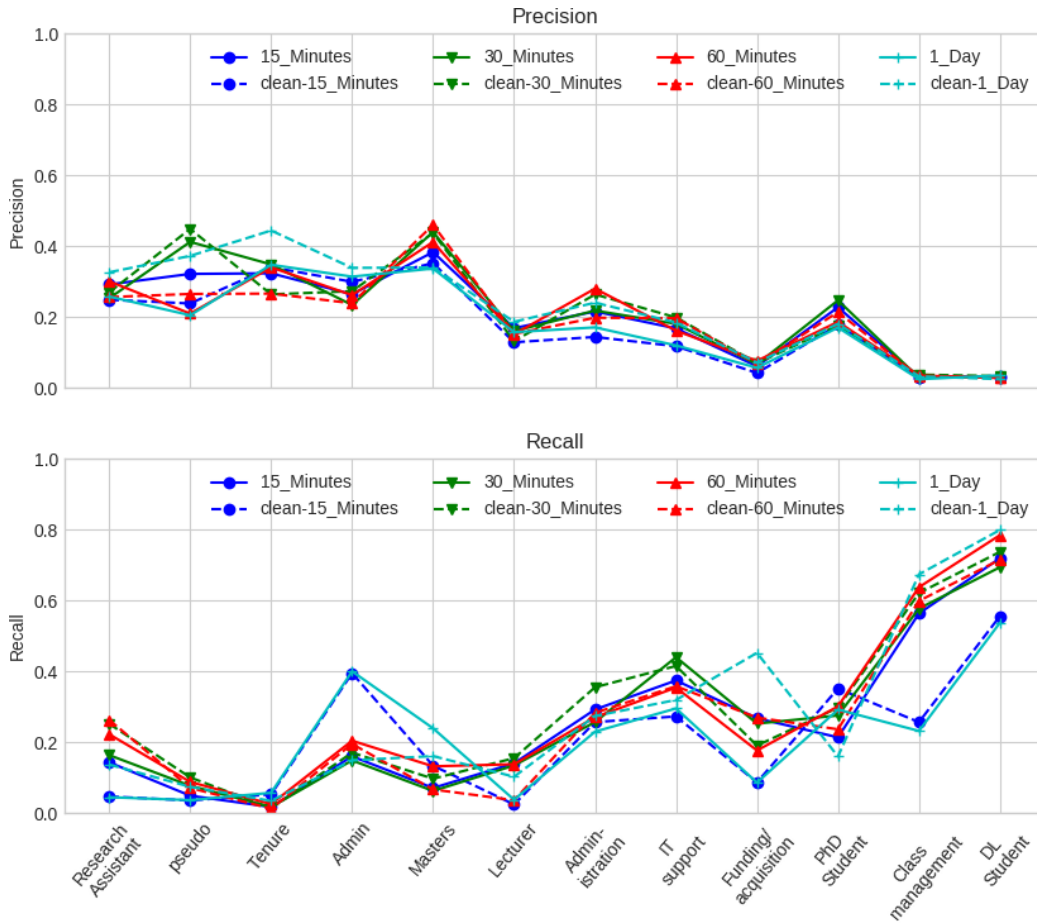 Precision
1.0
0.8
0.6
0.4
0.2
0.0
Precision
15_Minutes
clean-15_Minutes
30_Minutes
clean-30_Minutes
60_Minutes
clean-60_Minutes
1_Day
clean-1_Day
Recall
1.0
0.8
0.6
0.4
0.2
0.0
Recall
15_Minutes
clean-15_Minutes
30_Minutes
clean-30_Minutes
60_Minutes
clean-60_Minutes
1_Day
clean-1_Day
Research
Assistant
pseudo
Tenure
Admin
Masters
Lecturer
Admin-
istration
IT
support
Funding/
acquisition
PhD
Student
Class
management
DL
Student